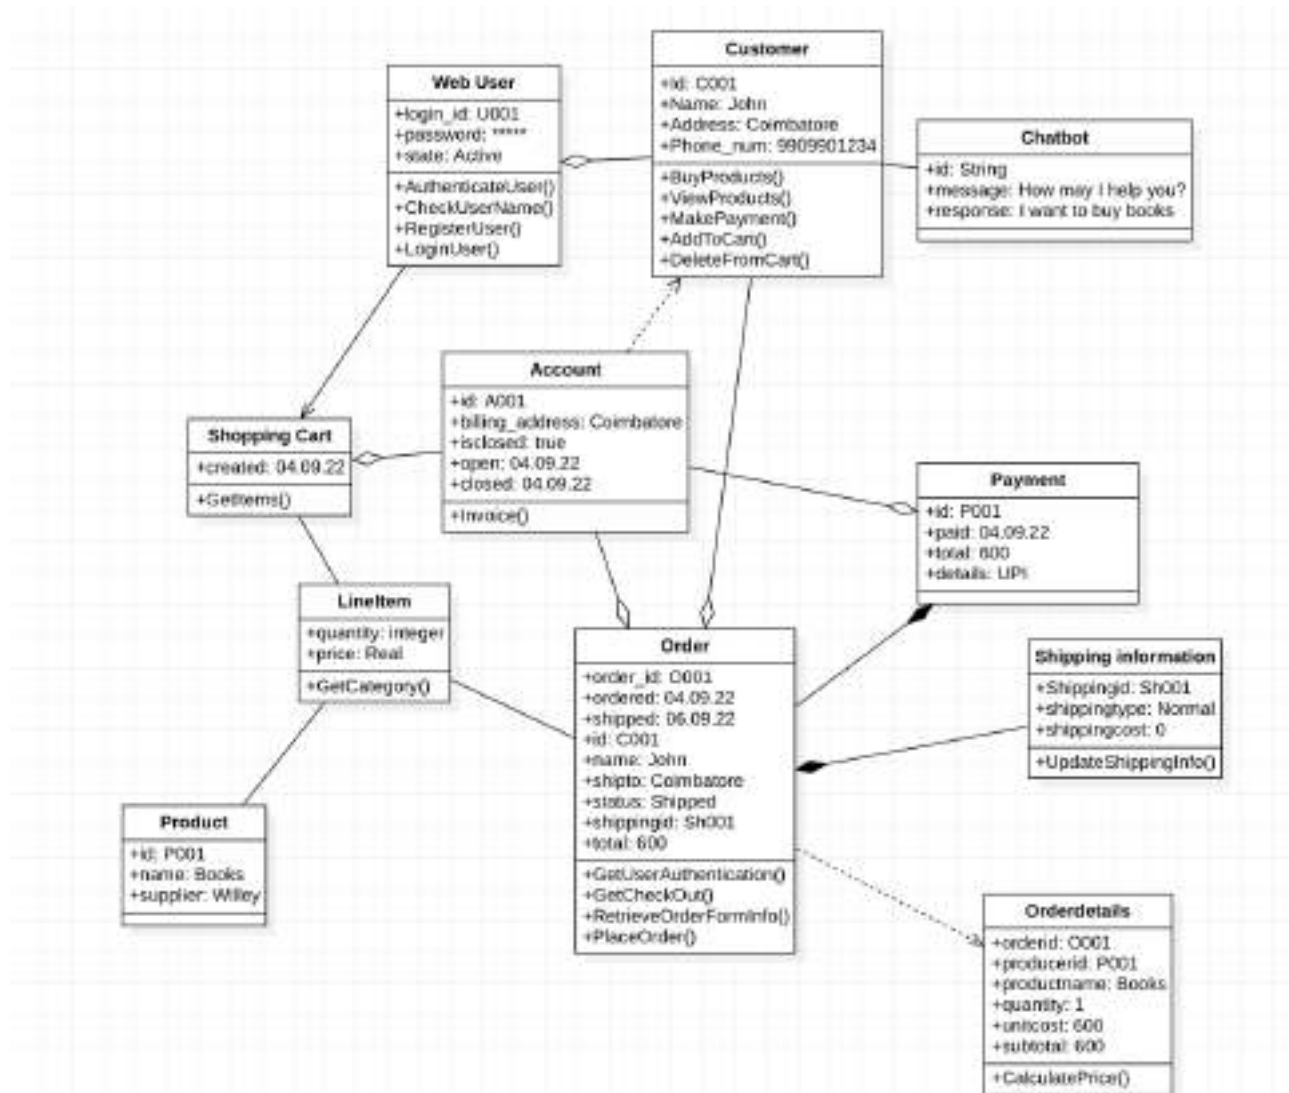 Customer
+Id: C001
+Name: John
+Address: Coimbatore
+Phone_num: 9909901234
+BuyProducts()
+ViewProducts()
+MakePayment()
+AddToCart()
+DeleteFromCart()
Web User
+login_id: U001
+password: *****
+state: Active
+AuthenticateUser()
+CheckUserName()
+RegisterUser()
+LoginUser()
Chatbot
+id: String
+message: How may I help you?
+response: I want to buy books
Account
+id: A001
+billing_address: Coimbatore
+isclosed: true
+open: 04.09.22
+closed: 04.09.22
+Invoice()
Shopping Cart
+created: 04.09.22
+GetItems()
Payment
+id: P001
+paid: 04.09.22
+total: 600
+details: UPI
LineItem
+quantity: integer
+price: Real
+GetCategory()
Order
+order_id: O001
+ordered: 04.09.22
+shipped: 06.09.22
+id: C001
+name: John
+shipto: Coimbatore
+status: Shipped
+shippingid: Sh001
+total: 600
+GetUserAuthentication()
+GetCheckOut()
+RetrieveOrderFormInfo()
+PlaceOrder()
Shipping information
+Shippingid: Sh001
+shippingtype: Normal
+shippingcost: 0
+UpdateShippingInfo()
Product
+id: P001
+name: Books
+supplier: Willey
Orderdetails
+orderid: O001
+producerid: P001
+productname: Books
+quantity: 1
+unitcost: 600
+subtotal: 600
+CalculatePrice()